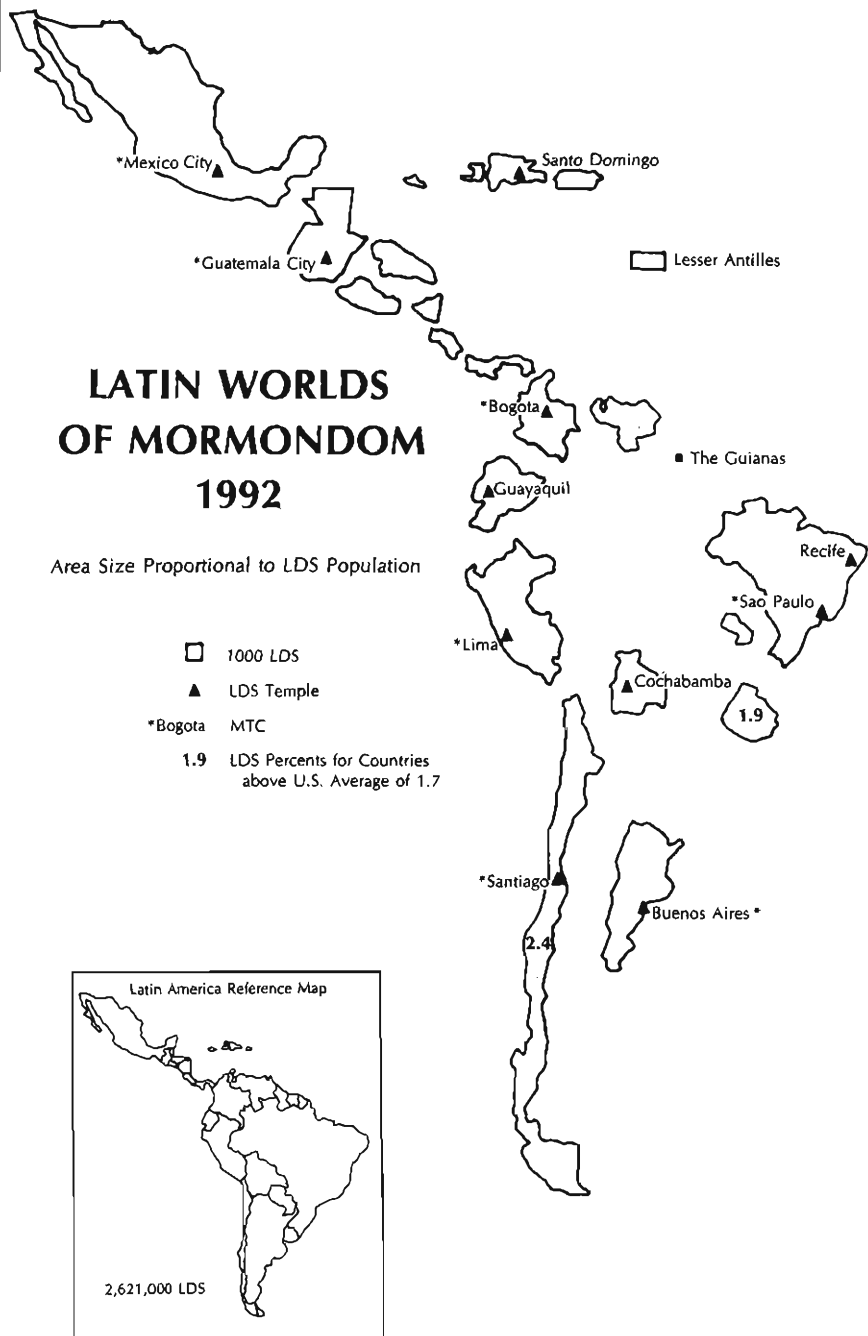 *Mexico City
Santo Domingo
*Guatemala City
Lesser Antilles
LATIN WORLDS
OF MORMONDOM
1992
*Bogota
The Guianas
Guayaquil
Area Size Proportional to LDS Population
Recife
*Sao Paulo
*Lima
1000 LDS
LDS Temple
*Bogota MTC
1.9 LDS Percents for Countries
above U.S. Average of 1.7
Cochabamba
1.9
*Santiago
Buenos Aires*
2.4
Latin America Reference Map
2,621,000 LDS